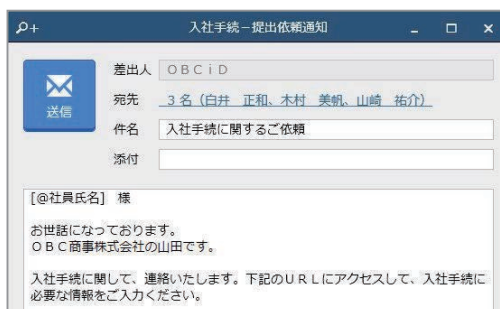 入社手続－提出依頼通知
差出人 ＯＢＣｉＤ
送信
宛先 ３名（白井　正和、木村　美帆、山崎　祐介）
件名 入社手続に関するご依頼
添付
[@社員氏名]　様
お世話になっております。
ＯＢＣ商事株式会社の山田です。
入社手続に関して、連絡いたします。下記のＵＲＬにアクセスして、入社手続に
必要な情報をご入力ください。